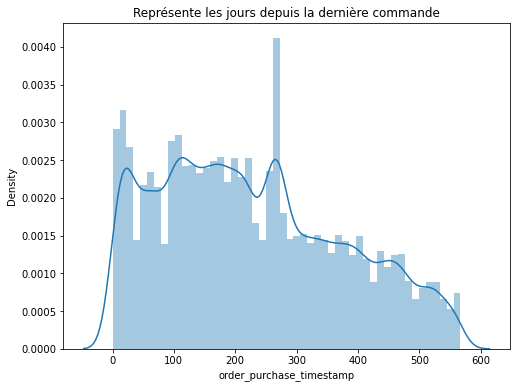 Représente les jours depuis la dernière commande
Density
0.0040
0.0035
0.0030
0.0025
0.0020
0.0015
0.0010
0.0005
0.0000
0 100 200 300 400 500 600
order_purchase_timestamp